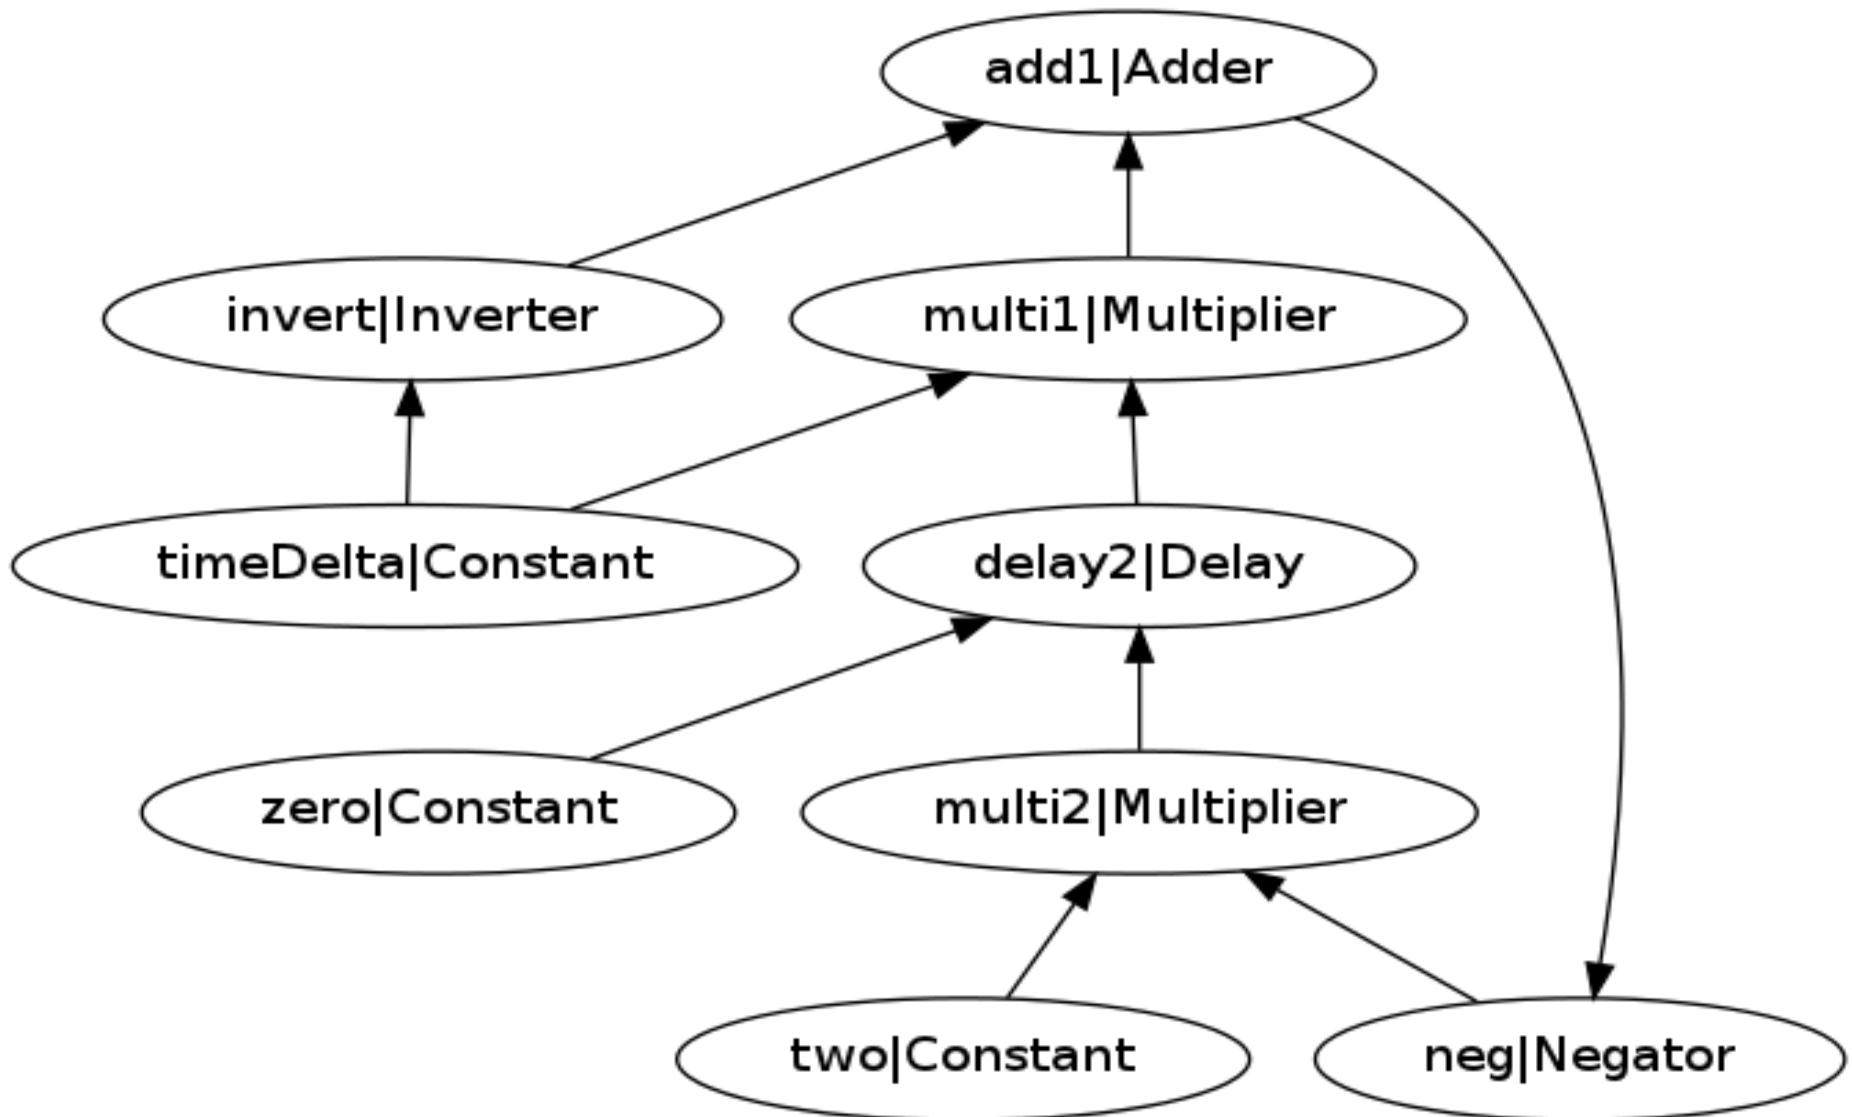 add1|Adder
invert|Inverter
multi1|Multiplier
timeDelta|Constant
delay2|Delay
zero|Constant
multi2|Multiplier
two|Constant
neg|Negator